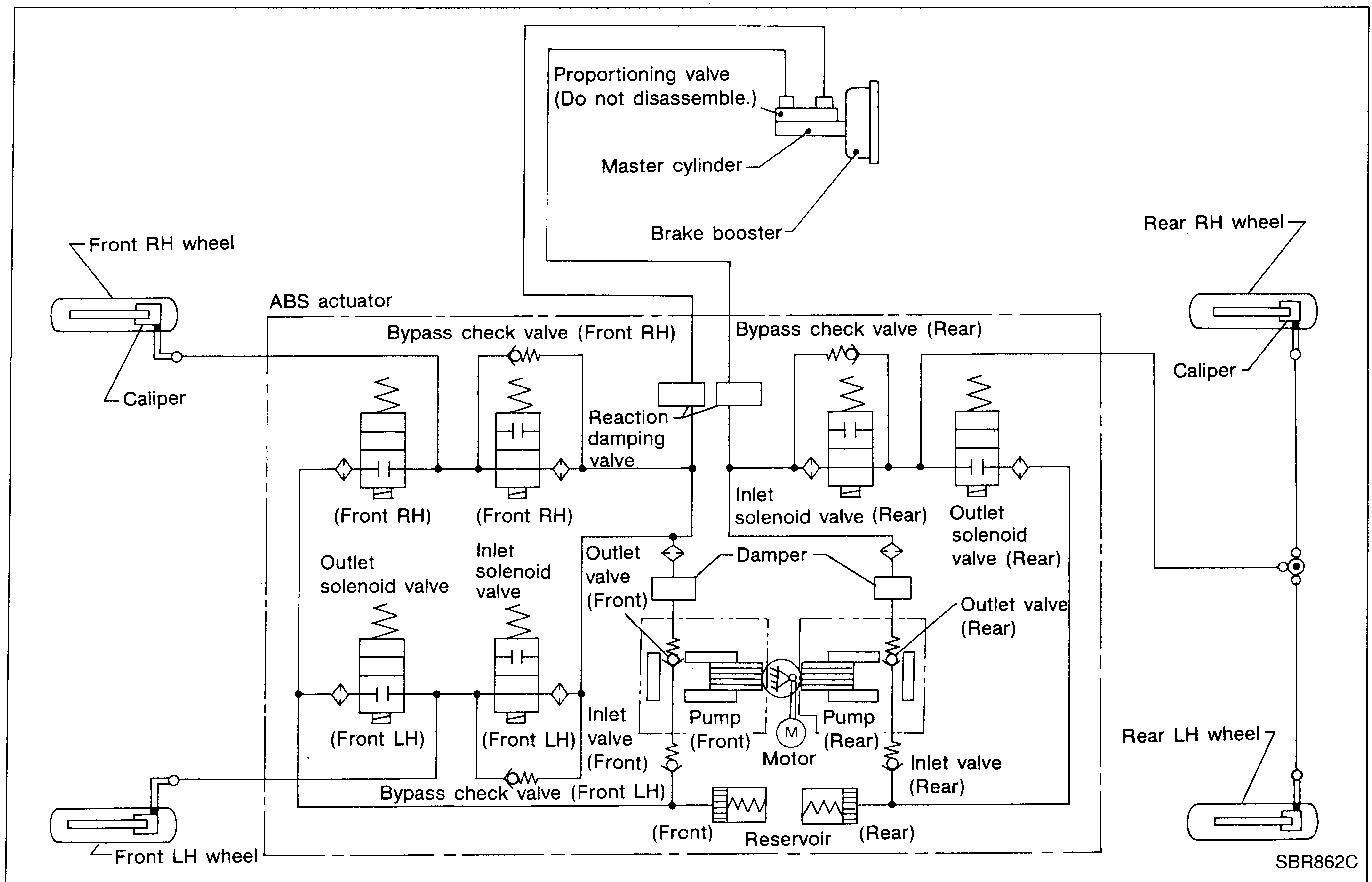 Proportioning valve
(Do not disassemble.)
Master cylinder
Brake booster
Front RH wheel
Rear RH wheel
ABS actuator
Bypass check valve (Front RH)
Bypass check valve (Rear)
Caliper
Caliper
Reaction
damping
valve
(Front RH)
(Front RH)
Inlet
solenoid valve (Rear)
Outlet
solenoid
valve (Rear)
Outlet
solenoid valve
Inlet
solenoid
valve
Outlet
valve
(Front)
Damper
Outlet valve
(Rear)
(Front LH)
(Front LH)
Inlet
valve
(Front)
Pump
(Front)
Pump
(Rear)
M
Motor
Inlet valve
(Rear)
Rear LH wheel
Bypass check valve (Front LH)
(Front)
Reservoir
(Rear)
Front LH wheel
SBR862C